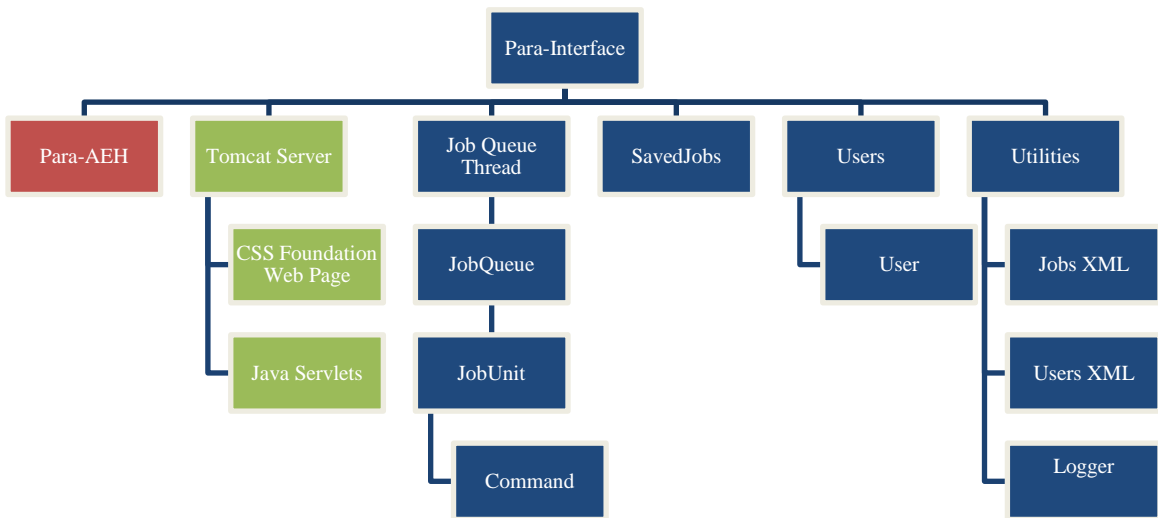 Para-Interface
Para-AEH
Tomcat Server
Job Queue
Thread
SavedJobs
Users
Utilities
CSS Foundation
Web Page
JobQueue
User
Jobs XML
Java Servlets
JobUnit
Users XML
Command
Logger